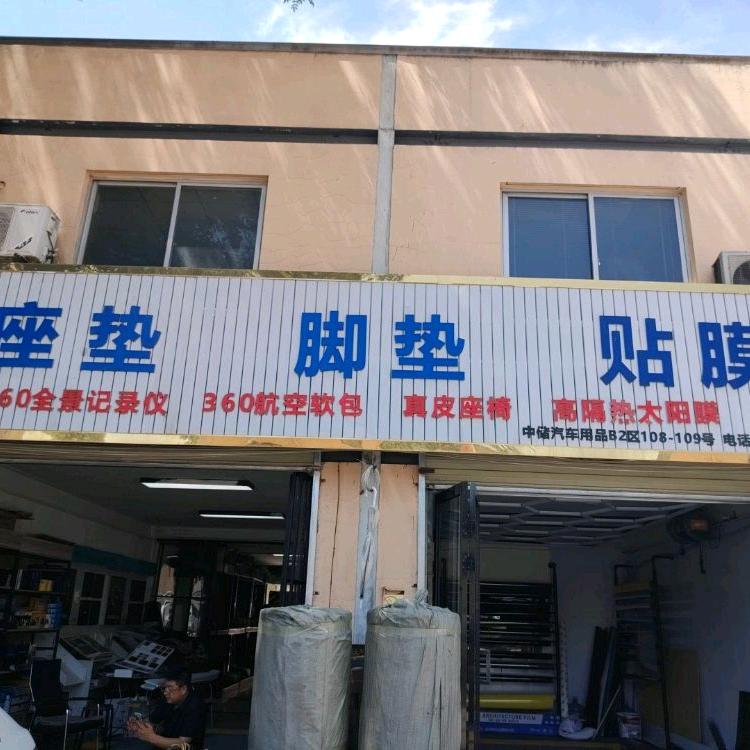 座垫 脚垫 贴膜
60全景记录仪 360航空软包 真皮座椅 高隔热太阳膜
中储汽车用品B2区108-109号 电话
ARCHITECTURE FILM